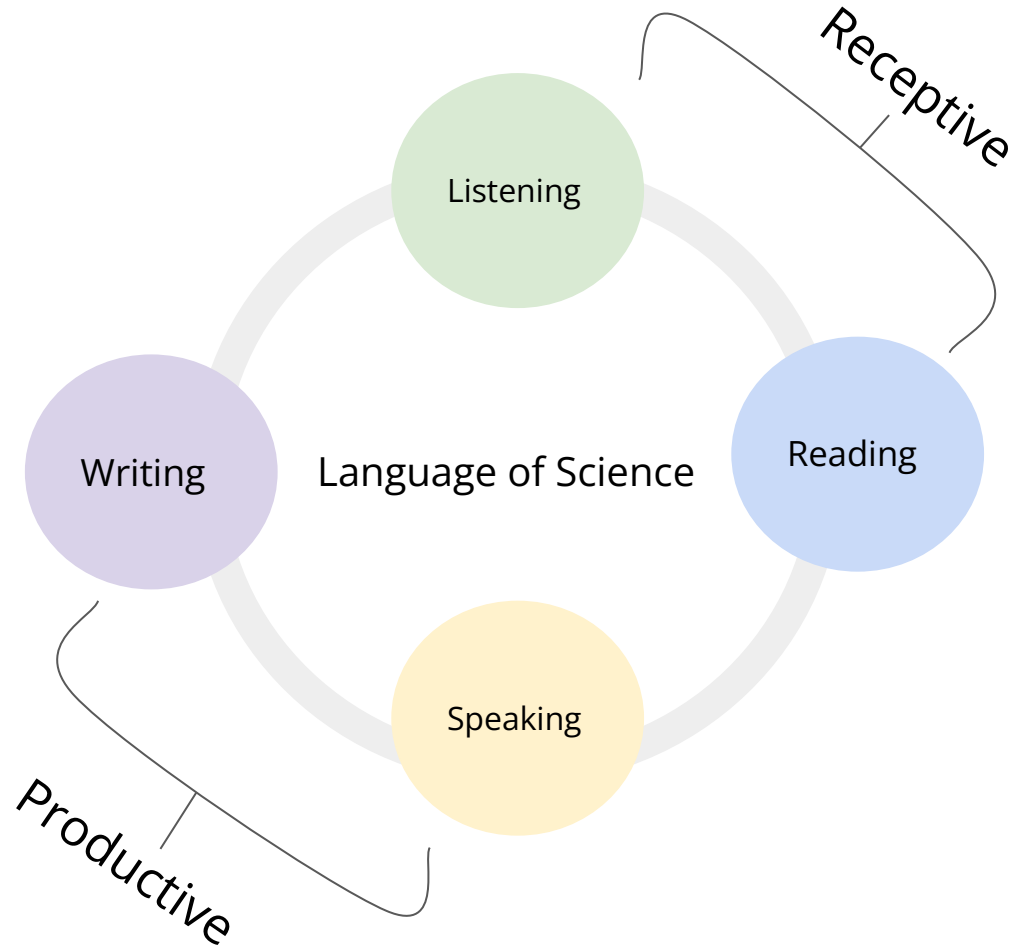 Receptive
Listening
Reading
Writing
Language of Science
Speaking
Productive